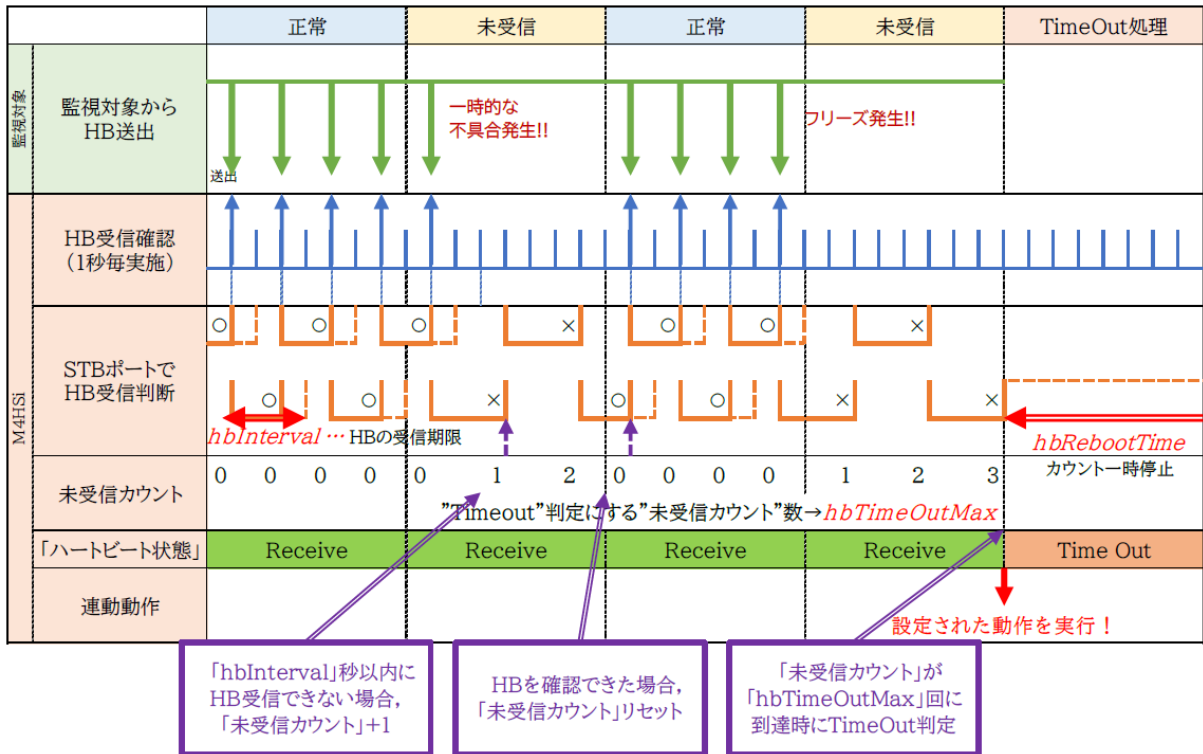 正常
未受信
正常
未受信
TimeOut処理
監視対象
監視対象から
HB送出
一時的な
不具合発生!!
フリーズ発生!!
送出
M4HSi
HB受信確認
(1秒毎実施)
STBポートで
HB受信判断
○ ○ ○ × ○ ○ ×
○ ○ × ○ ○ × ×
hbInterval … HBの受信期限
hbRebootTime
カウント一時停止
未受信カウント
0 0 0 0 0 1 2 0 0 0 0 1 2 3
"Timeout"判定にする"未受信カウント"数→hbTimeOutMax
「ハートビート状態」
Receive
Receive
Receive
Receive
Time Out
連動動作
設定された動作を実行！
「hbInterval」秒以内に
HB受信できない場合,
「未受信カウント」+1
HBを確認できた場合,
「未受信カウント」リセット
「未受信カウント」が
「hbTimeOutMax」回に
到達時にTimeOut判定